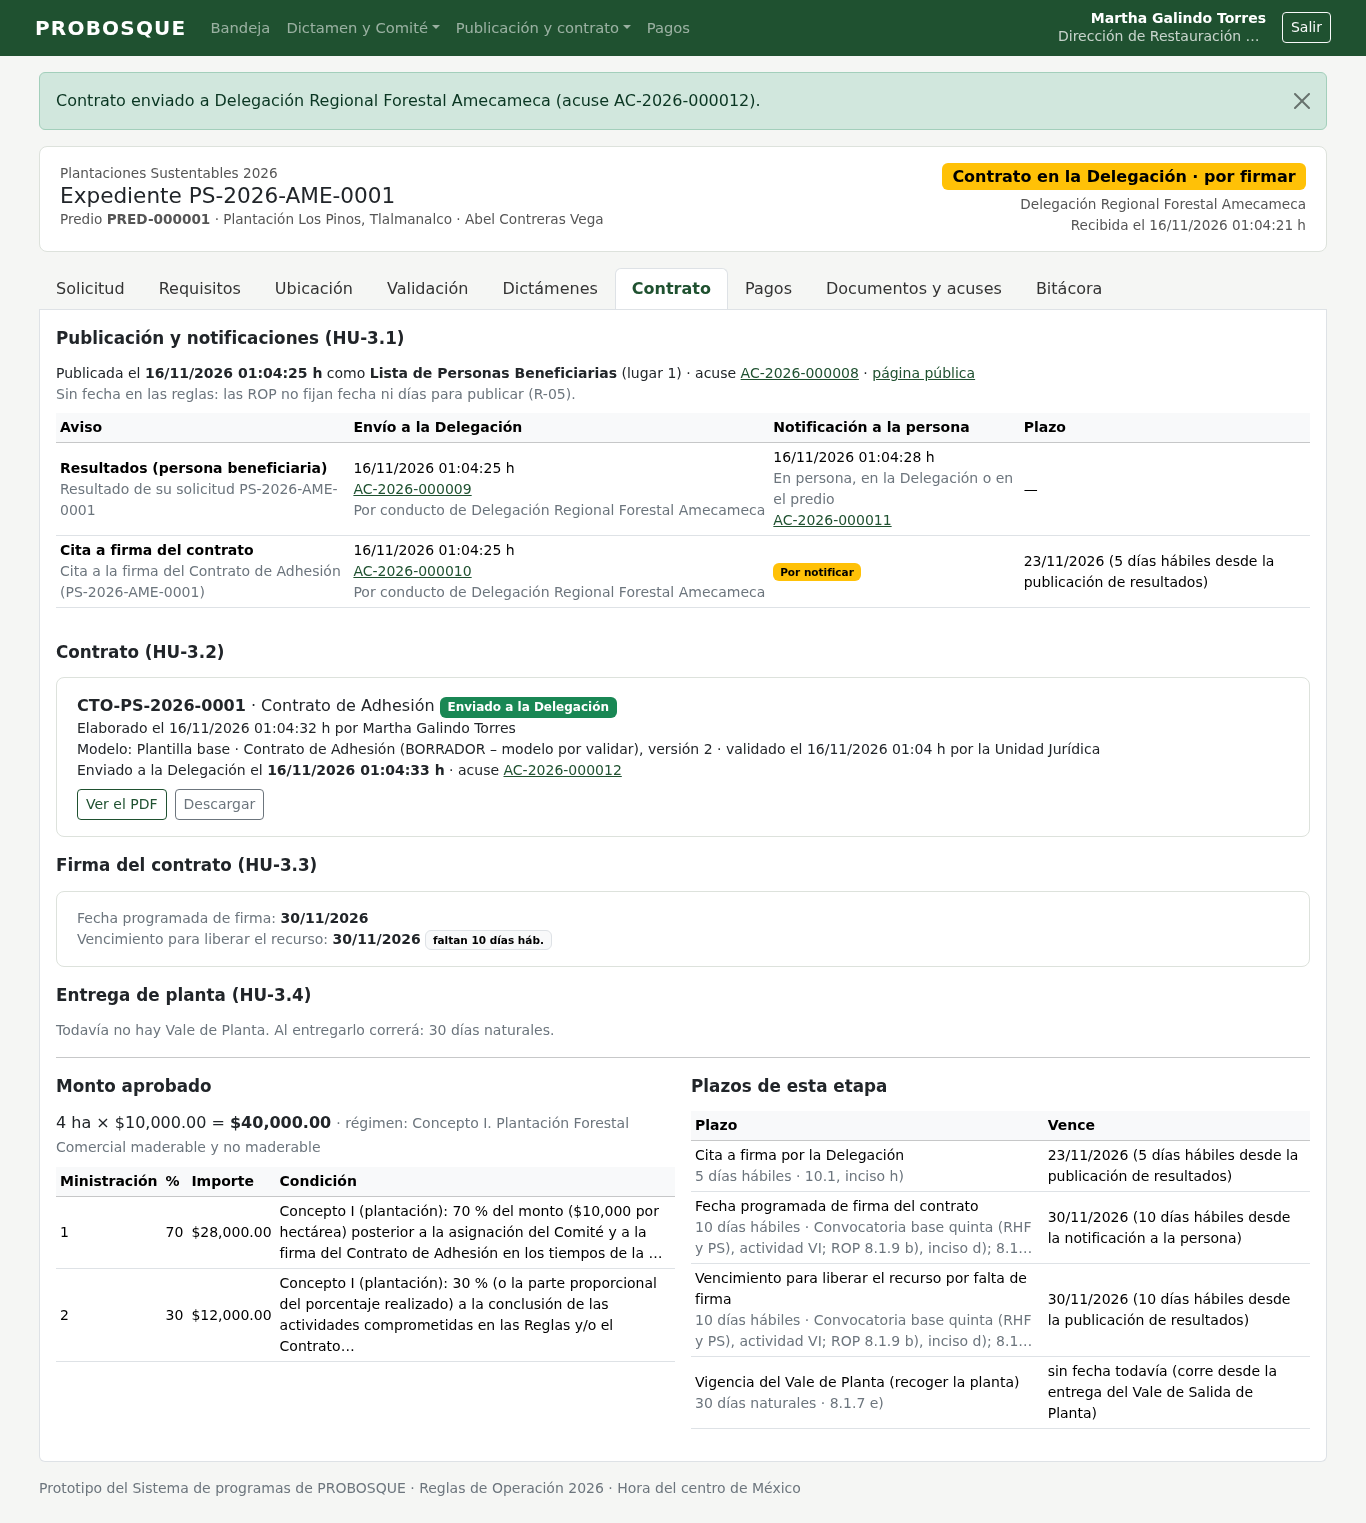 PROBOSQUE
Bandeja
Dictamen y Comité
Publicación y contrato
Pagos
Martha Galindo Torres
Dirección de Restauración …
Salir
Contrato enviado a Delegación Regional Forestal Amecameca (acuse AC-2026-000012).
Plantaciones Sustentables 2026
Expediente PS-2026-AME-0001
Predio PRED-000001 · Plantación Los Pinos, Tlalmanalco · Abel Contreras Vega
Contrato en la Delegación · por firmar
Delegación Regional Forestal Amecameca
Recibida el 16/11/2026 01:04:21 h
Solicitud
Requisitos
Ubicación
Validación
Dictámenes
Contrato
Pagos
Documentos y acuses
Bitácora
Publicación y notificaciones (HU-3.1)
Publicada el 16/11/2026 01:04:25 h como Lista de Personas Beneficiarias (lugar 1) · acuse AC-2026-000008 · página pública
Sin fecha en las reglas: las ROP no fijan fecha ni días para publicar (R-05).
Aviso
Envío a la Delegación
Notificación a la persona
Plazo
Resultados (persona beneficiaria)
Resultado de su solicitud PS-2026-AME-
0001
16/11/2026 01:04:25 h
AC-2026-000009
Por conducto de Delegación Regional Forestal Amecameca
16/11/2026 01:04:28 h
En persona, en la Delegación o en
el predio
AC-2026-000011
—
Cita a firma del contrato
Cita a la firma del Contrato de Adhesión
(PS-2026-AME-0001)
16/11/2026 01:04:25 h
AC-2026-000010
Por conducto de Delegación Regional Forestal Amecameca
Por notificar
23/11/2026 (5 días hábiles desde la
publicación de resultados)
Contrato (HU-3.2)
CTO-PS-2026-0001 · Contrato de Adhesión Enviado a la Delegación
Elaborado el 16/11/2026 01:04:32 h por Martha Galindo Torres
Modelo: Plantilla base · Contrato de Adhesión (BORRADOR – modelo por validar), versión 2 · validado el 16/11/2026 01:04 h por la Unidad Jurídica
Enviado a la Delegación el 16/11/2026 01:04:33 h · acuse AC-2026-000012
Ver el PDF
Descargar
Firma del contrato (HU-3.3)
Fecha programada de firma: 30/11/2026
Vencimiento para liberar el recurso: 30/11/2026 faltan 10 días háb.
Entrega de planta (HU-3.4)
Todavía no hay Vale de Planta. Al entregarlo correrá: 30 días naturales.
Monto aprobado
4 ha × $10,000.00 = $40,000.00 · régimen: Concepto I. Plantación Forestal
Comercial maderable y no maderable
Ministración
%
Importe
Condición
1
70
$28,000.00
Concepto I (plantación): 70 % del monto ($10,000 por
hectárea) posterior a la asignación del Comité y a la
firma del Contrato de Adhesión en los tiempos de la …
2
30
$12,000.00
Concepto I (plantación): 30 % (o la parte proporcional
del porcentaje realizado) a la conclusión de las
actividades comprometidas en las Reglas y/o el
Contrato…
Plazos de esta etapa
Plazo
Vence
Cita a firma por la Delegación
5 días hábiles · 10.1, inciso h)
23/11/2026 (5 días hábiles desde la
publicación de resultados)
Fecha programada de firma del contrato
10 días hábiles · Convocatoria base quinta (RHF
y PS), actividad VI; ROP 8.1.9 b), inciso d); 8.1…
30/11/2026 (10 días hábiles desde
la notificación a la persona)
Vencimiento para liberar el recurso por falta de
firma
10 días hábiles · Convocatoria base quinta (RHF
y PS), actividad VI; ROP 8.1.9 b), inciso d); 8.1…
30/11/2026 (10 días hábiles desde
la publicación de resultados)
Vigencia del Vale de Planta (recoger la planta)
30 días naturales · 8.1.7 e)
sin fecha todavía (corre desde la
entrega del Vale de Salida de
Planta)
Prototipo del Sistema de programas de PROBOSQUE · Reglas de Operación 2026 · Hora del centro de México